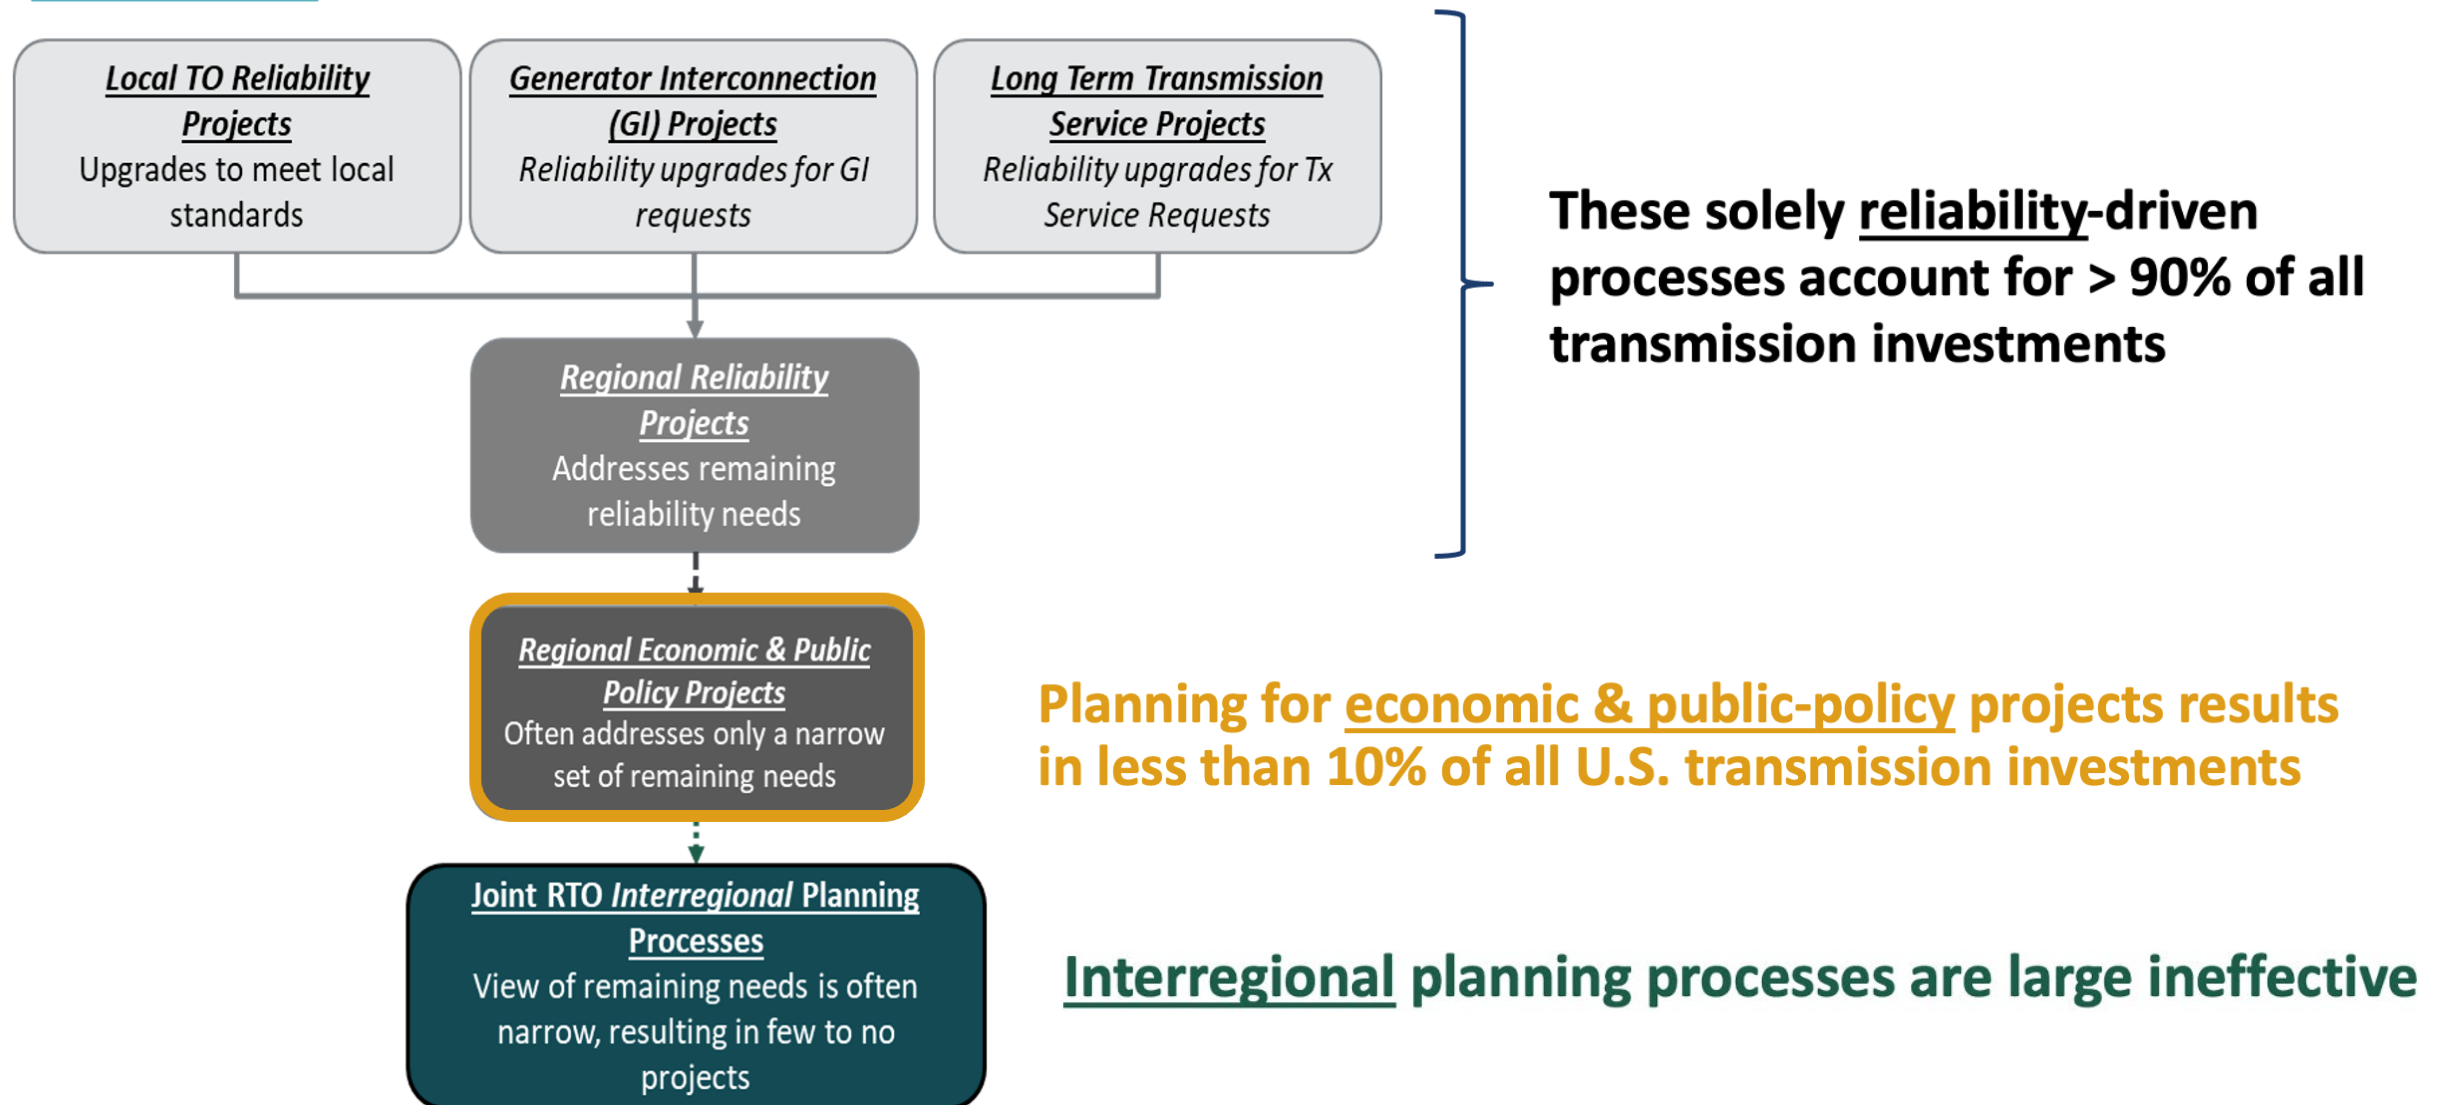 Local TO Reliability
Projects
Upgrades to meet local
standards
Generator Interconnection
(GI) Projects
Reliability upgrades for GI
requests
Long Term Transmission
Service Projects
Reliability upgrades for Tx
Service Requests
These solely reliability-driven
processes account for > 90% of all
transmission investments
Regional Reliability
Projects
Addresses remaining
reliability needs
Regional Economic & Public
Policy Projects
Often addresses only a narrow
set of remaining needs
Planning for economic & public-policy projects results
in less than 10% of all U.S. transmission investments
Joint RTO Interregional Planning
Processes
View of remaining needs is often
narrow, resulting in few to no
projects
Interregional planning processes are large ineffective